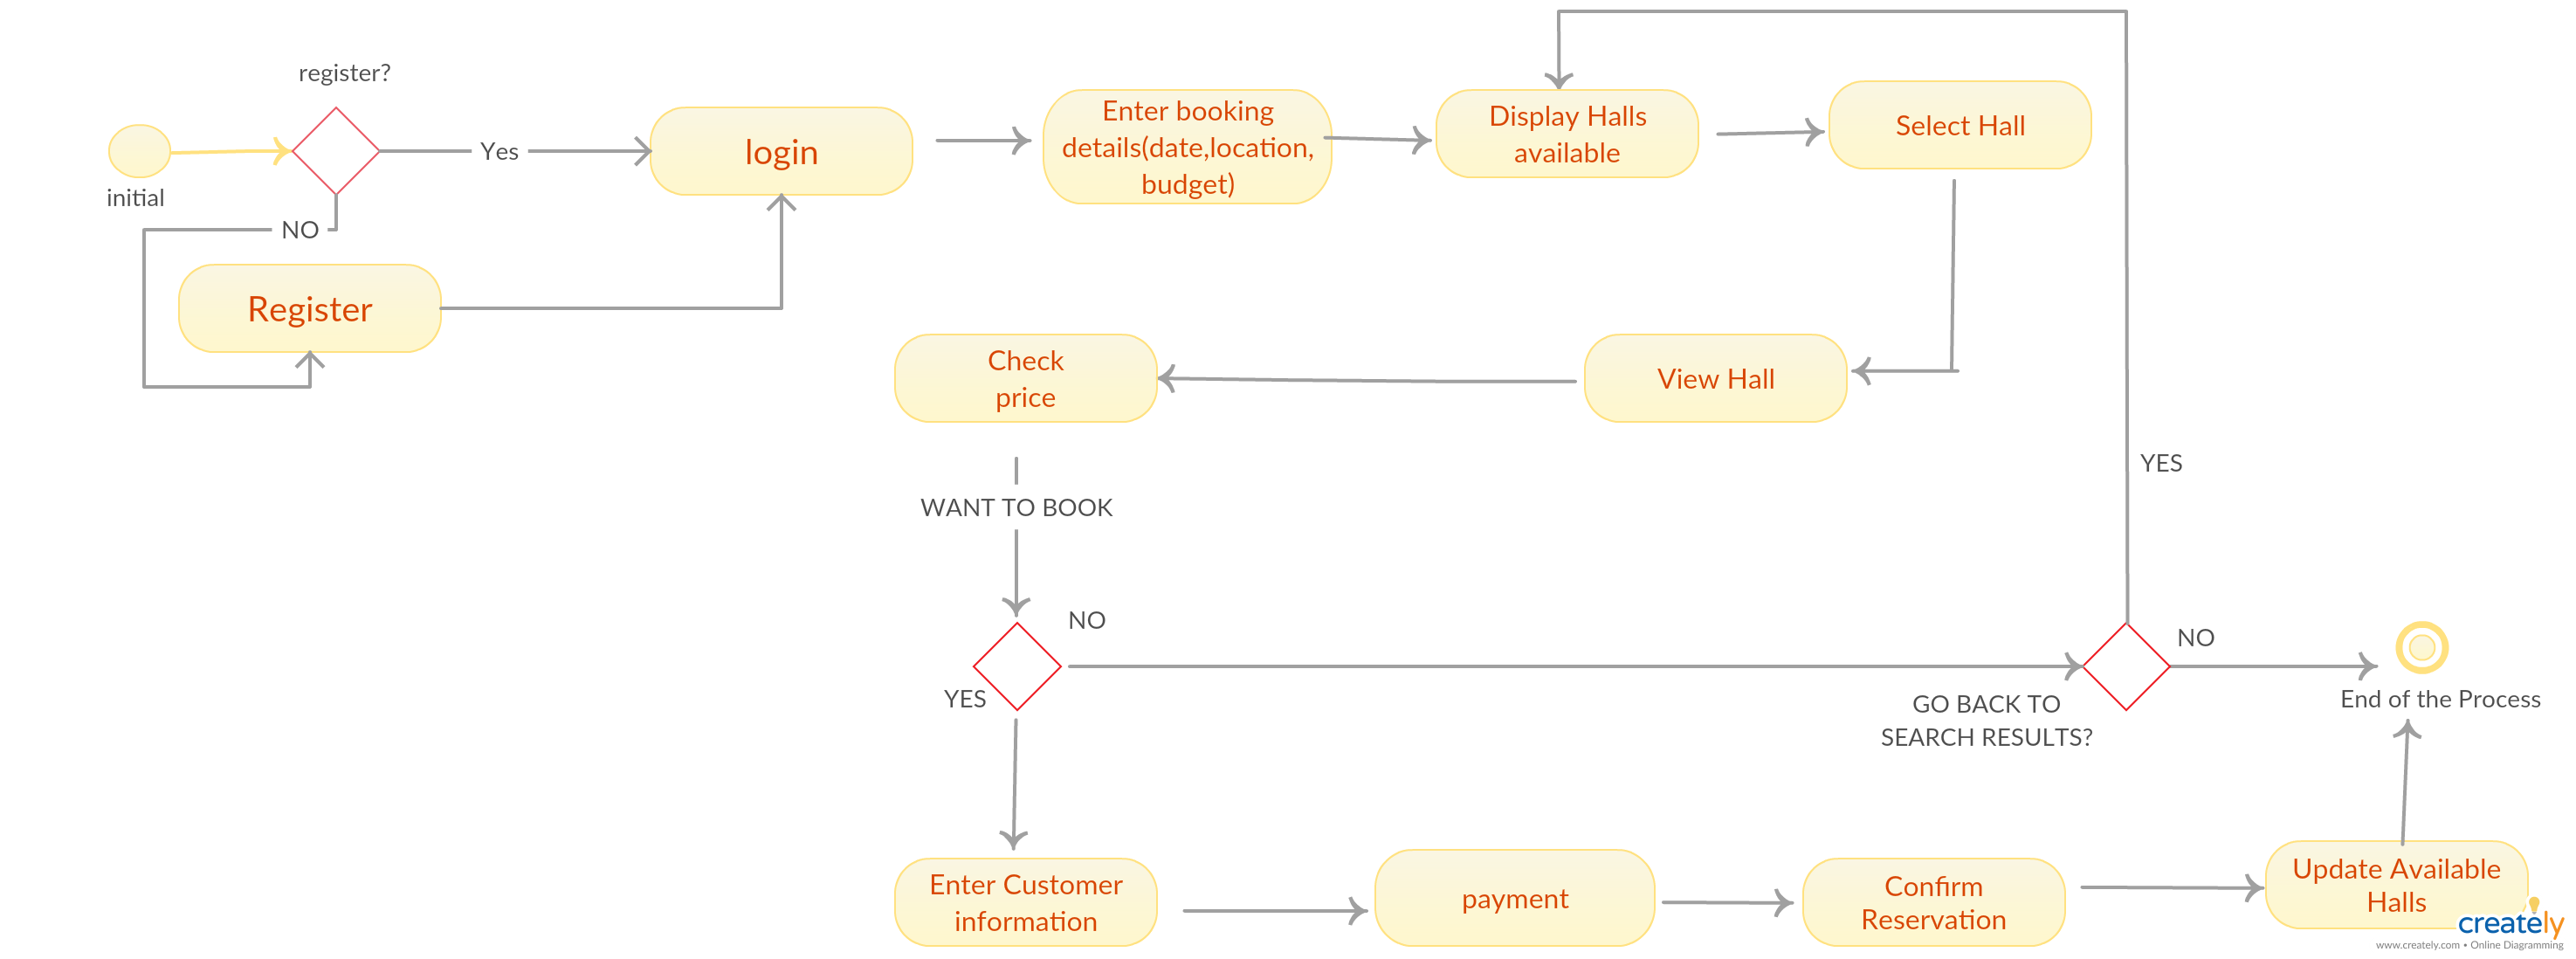 register?
initial
Yes
NO
login
Register
Enter booking
details(date,location,
budget)
Display Halls
available
Select Hall
View Hall
Check
price
WANT TO BOOK
NO
YES
YES
GO BACK TO
SEARCH RESULTS?
NO
End of the Process
Enter Customer
information
payment
Confirm
Reservation
Update Available
Halls
creately
www.creately.com • Online Diagramming